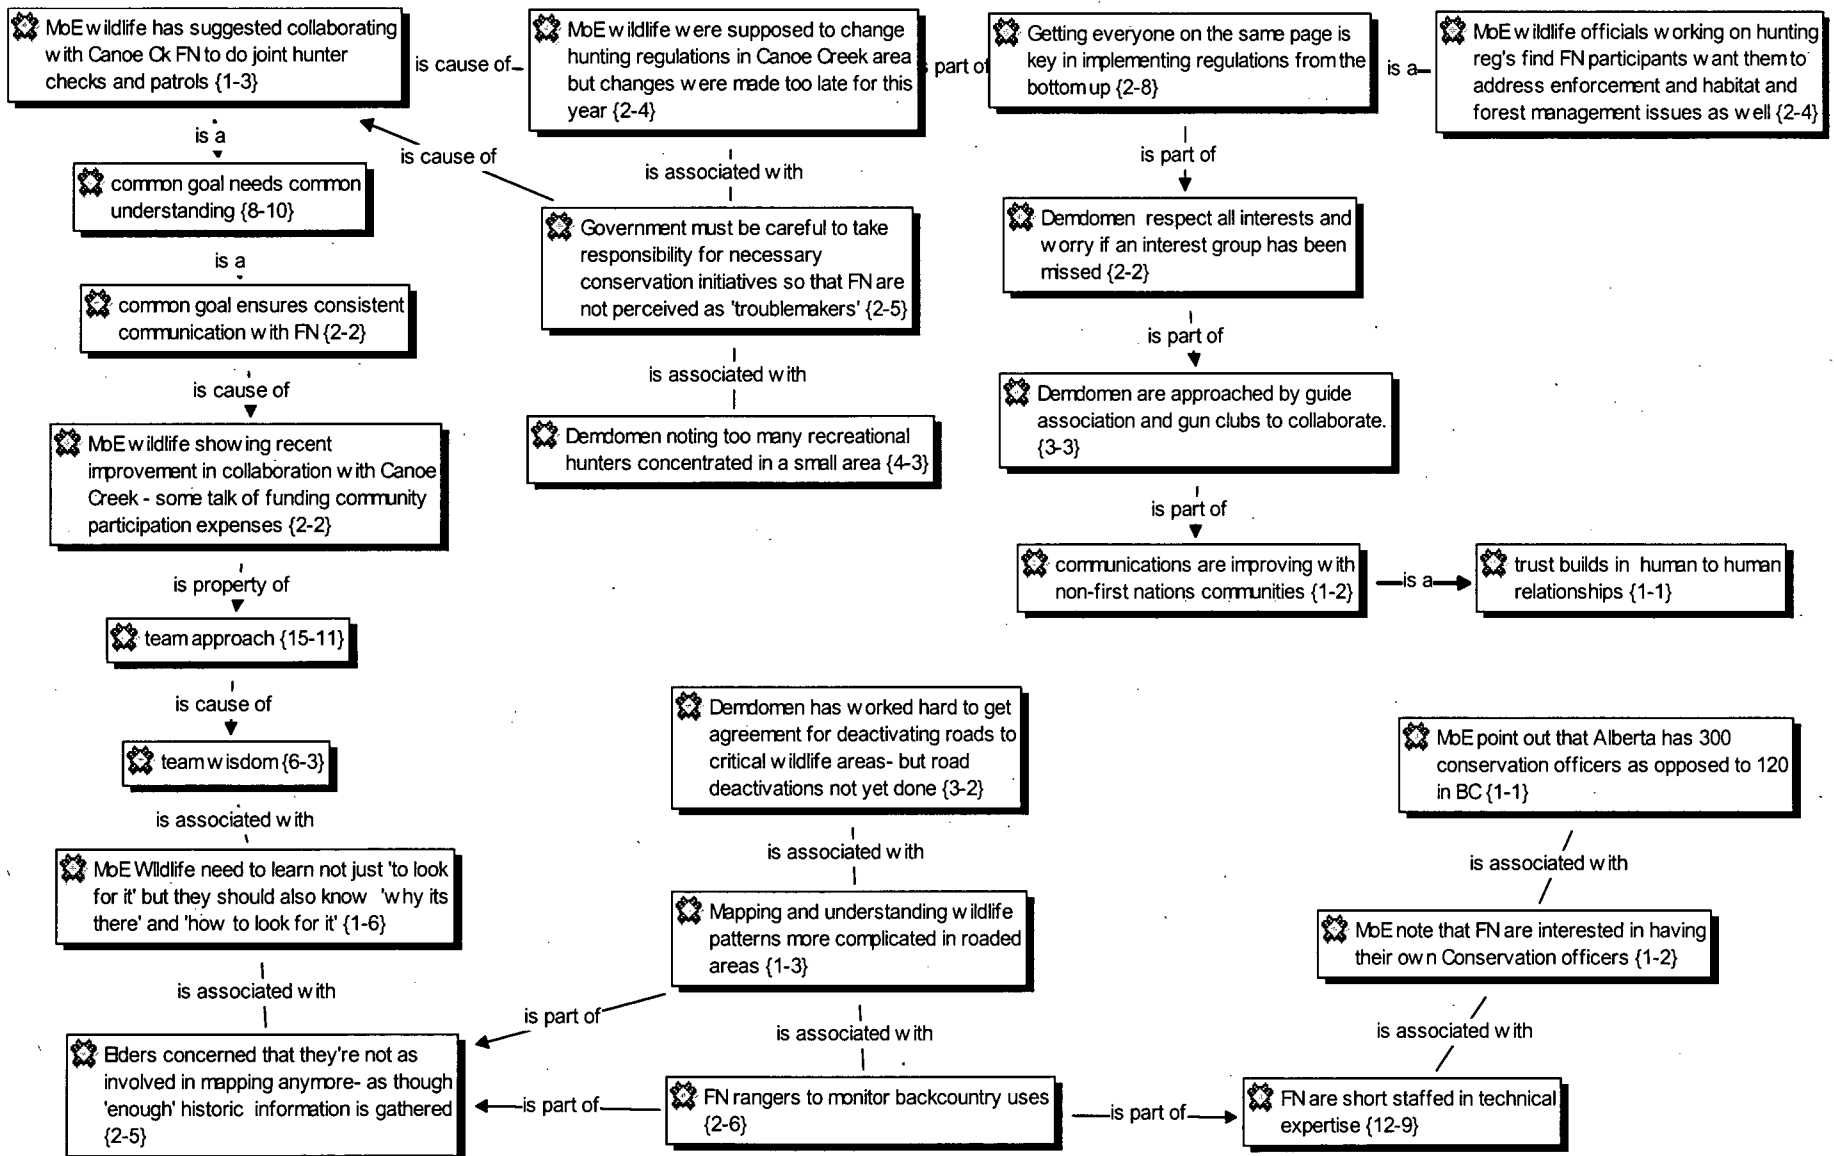 MoE wildlife has suggested collaborating
with Canoe Ck FN to do joint hunter
checks and patrols {1-3}
is cause of
MoE wildlife were supposed to change
hunting regulations in Canoe Creek area
but changes were made too late for this
year {2-4}
is part of
Getting everyone on the same page is
key in implementing regulations from the
bottom up {2-8}
is a
MoE wildlife officials working on hunting
reg's find FN participants want them to
address enforcement and habitat and
forest management issues as well {2-4}
is a
is cause of
is associated with
is part of
common goal needs common
understanding {8-10}
Government must be careful to take
responsibility for necessary
conservation initiatives so that FN are
not perceived as 'troublemakers' {2-5}
Demdomen respect all interests and
worry if an interest group has been
missed {2-2}
is a
common goal ensures consistent
communication with FN {2-2}
is part of
is cause of
is associated with
Demdomen are approached by guide
association and gun clubs to collaborate.
{3-3}
MoE wildlife showing recent
improvement in collaboration with Canoe
Creek - some talk of funding community
participation expenses {2-2}
Demdomen noting too many recreational
hunters concentrated in a small area {4-3}
is part of
communications are improving with
non-first nations communities {1-2}
is a
trust builds in human to human
relationships {1-1}
is property of
team approach {15-11}
is cause of
team wisdom {6-3}
Demdomen has worked hard to get
agreement for deactivating roads to
critical wildlife areas- but road
deactivations not yet done {3-2}
MoE point out that Alberta has 300
conservation officers as opposed to 120
in BC {1-1}
is associated with
is associated with
is associated with
MoE Wildlife need to learn not just 'to look
for it' but they should also know 'why its
there' and 'how to look for it' {1-6}
Mapping and understanding wildlife
patterns more complicated in roaded
areas {1-3}
MoE note that FN are interested in having
their own Conservation officers {1-2}
is associated with
is part of
is associated with
is associated with
Elders concerned that they're not as
involved in mapping anymore- as though
'enough' historic information is gathered
{2-5}
is part of
FN rangers to monitor backcountry uses
{2-6}
is part of
FN are short staffed in technical
expertise {12-9}